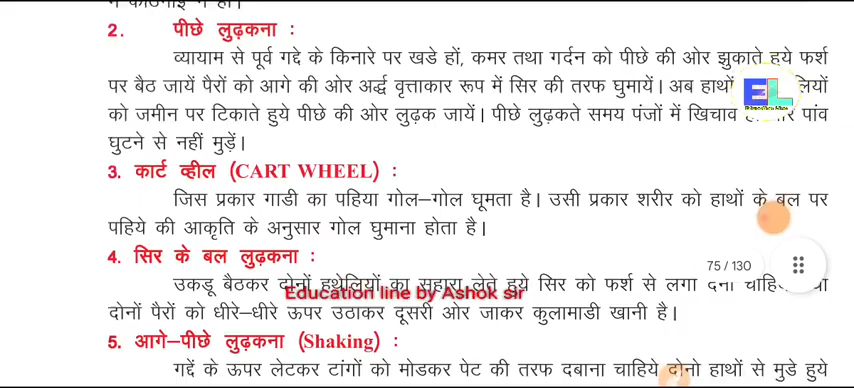 2. पीछे लुढ़कना :
व्यायाम से पूर्व गद्दे के किनारे पर खडे हों, कमर तथा गर्दन को पीछे की ओर झुकाते हुये फर्श
पर बैठ जायें पैरों को आगे की ओर अर्द्ध वृत्ताकार रूप में सिर की तरफ घुमायें। अब हाथों
EL
को जमीन पर टिकाते हुये पीछे की ओर लुढ़क जायें। पीछे लुढ़कते समय पंजों में खिचाव पांव
घुटने से नहीं मुड़ें।
3. कार्ट व्हील (CART WHEEL) :
जिस प्रकार गाडी का पहिया गोल–गोल घूमता है। उसी प्रकार शरीर को हाथों के बल पर
पहिये की आकृति के अनुसार गोल घुमाना होता है।
4. सिर के बल लुढ़कना :
75 / 130
उकडू बैठकर दोनों हथेलियों का सहारा लेते हुये सिर को फर्श से लगा देना
Education line by Ashok sir
दोनों पैरों को धीरे–धीरे ऊपर उठाकर दूसरी ओर जाकर कुलामाडी खानी है।
5. आगे–पीछे लुढ़कना (Shaking) :
गद्दें के ऊपर लेटकर टांगों को मोडकर पेट की तरफ दबाना चाहिये दोनो हाथों से मुडे हुये